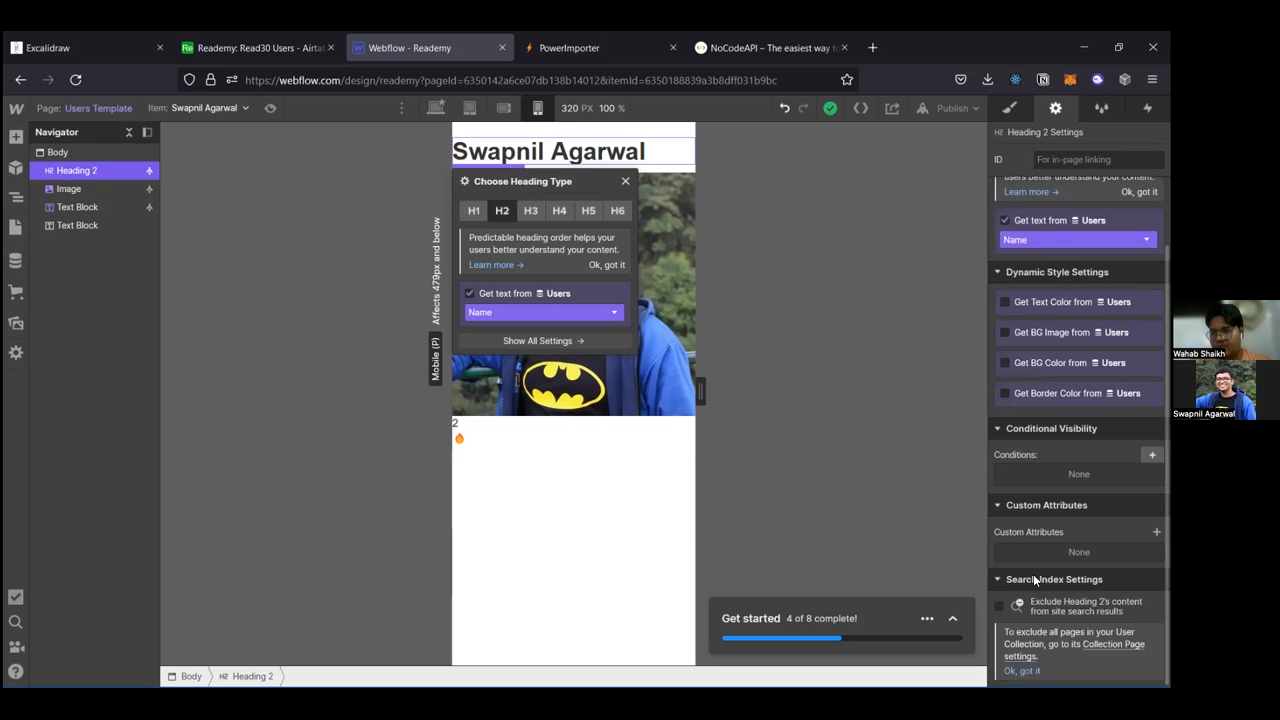 Excalidraw
Reademy: Read30 Users - Airtab
Webflow - Reademy
PowerImporter
NoCodeAPI – The easiest way to
https://webflow.com/design/reademy?pageId=6350142a6ce07db138b14012&itemId=6350188839a3b8dff031b9bc
Page: Users Template
Item: Swapnil Agarwal
320 PX 100 %
Publish
Navigator
Body
Heading 2
Image
Text Block
Text Block
Affects 479px and below
Mobile (P)
Swapnil Agarwal
Choose Heading Type
H1 H2 H3 H4 H5 H6
Predictable heading order helps your
users better understand your content.
Learn more → Ok, got it
Get text from Users
Name
Show All Settings →
2
Get started 4 of 8 complete!
Body
H2 Heading 2
H2 Heading 2 Settings
ID For in-page linking
users better understand your content.
Learn more → Ok, got it
Get text from Users
Name
Dynamic Style Settings
Get Text Color from Users
Get BG Image from Users
Get BG Color from Users
Get Border Color from Users
Conditional Visibility
Conditions:
None
Custom Attributes
Custom Attributes
None
Search Index Settings
Exclude Heading 2's content
from site search results
To exclude all pages in your User
Collection, go to its Collection Page
settings.
Ok, got it
Wahab Shaikh
Swapnil Agarwal